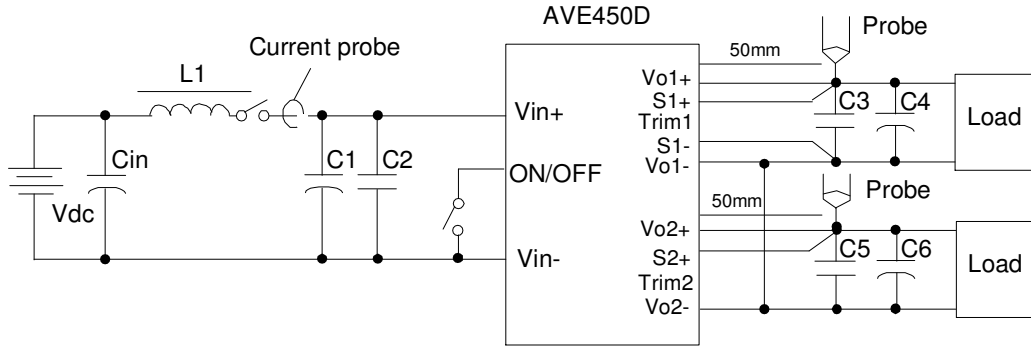 AVE450D
Current probe
L1
Cin
Vdc
C1
C2
Vin+
ON/OFF
Vin-
Vo1+
S1+
Trim1
S1-
Vo1-
Vo2+
S2+
Trim2
Vo2-
50mm
Probe
C3
C4
Load
50mm
Probe
C5
C6
Load